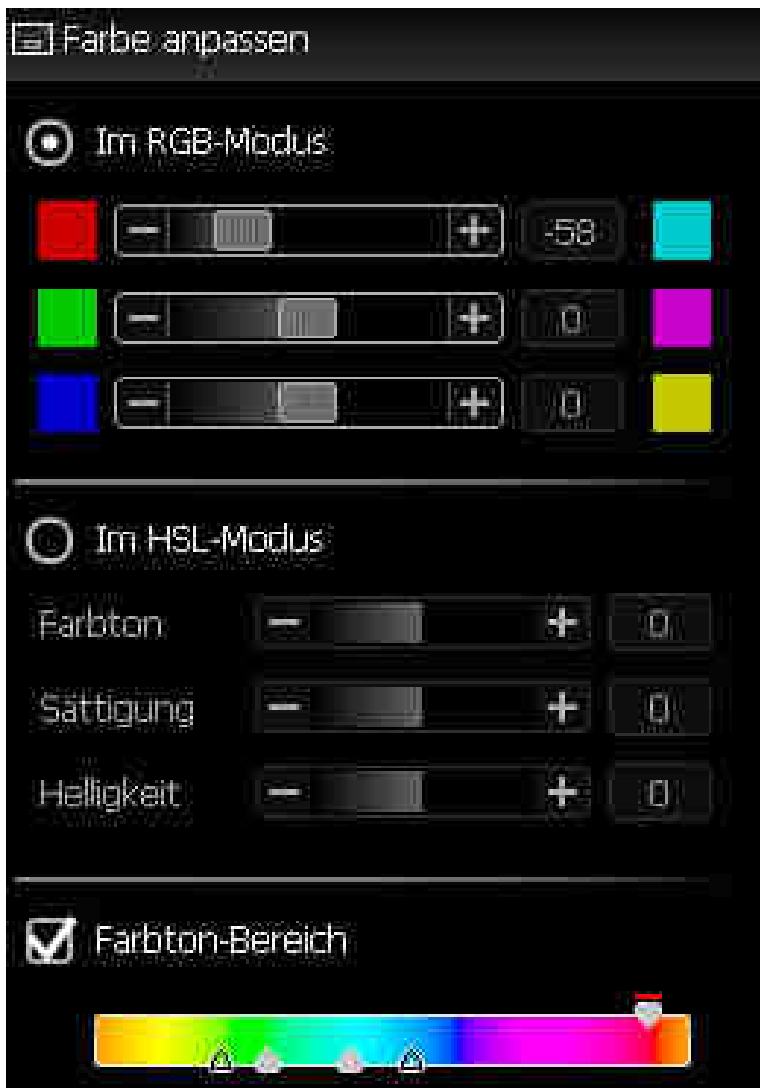 Farbe anpassen
Im RGB-Modus
-58
0
0
Im HSL-Modus
Farbton 0
Sättigung 0
Helligkeit 0
Farbton-Bereich